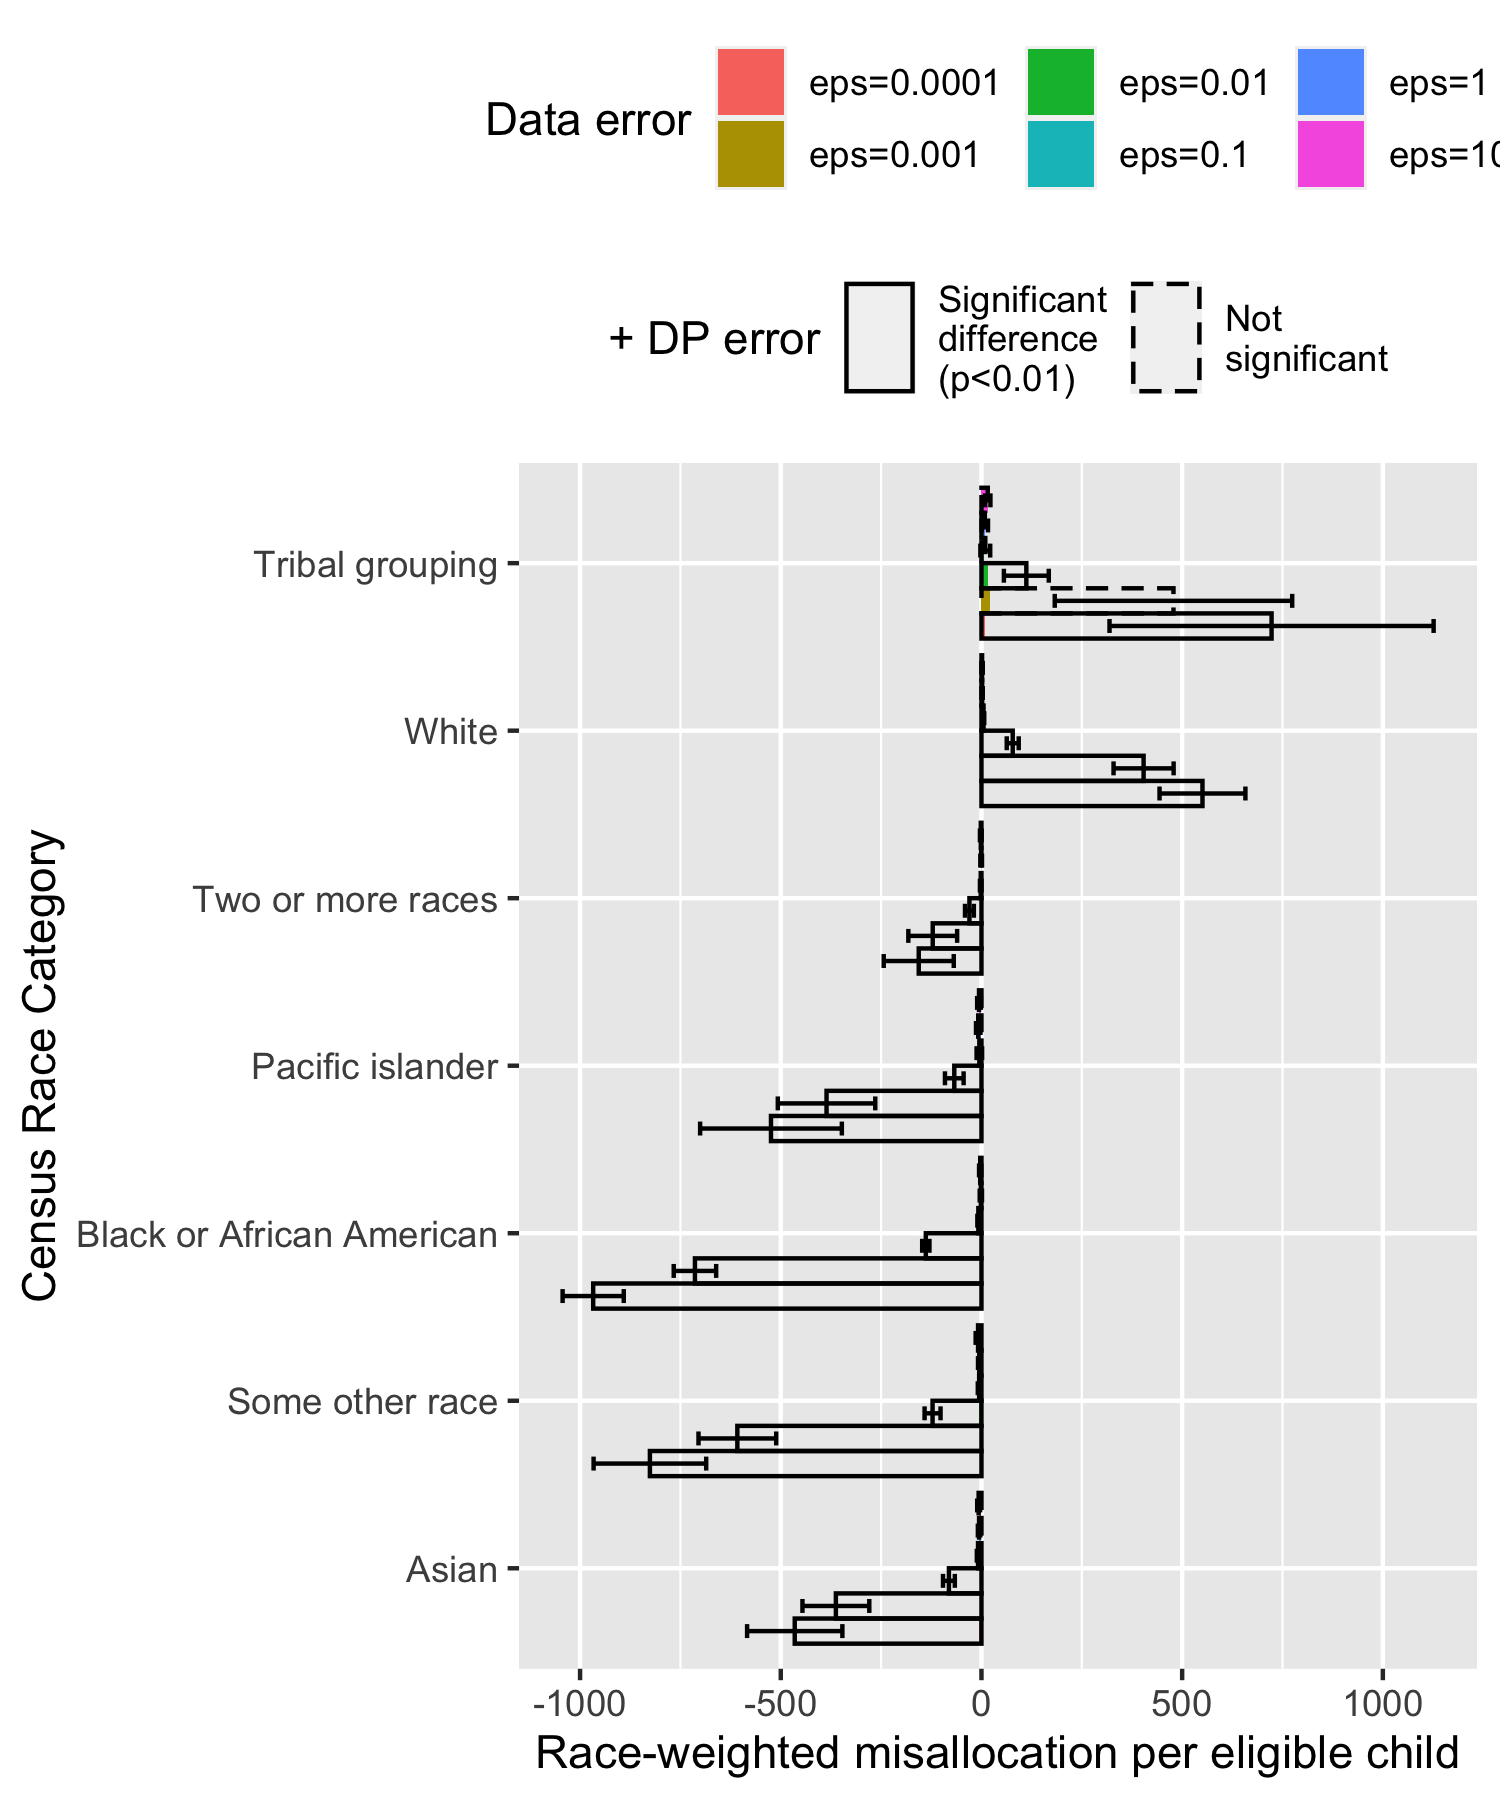 Data error
eps=0.0001
eps=0.01
eps=1
eps=0.001
eps=0.1
eps=10
+ DP error
Significant
difference
(p<0.01)
Not
significant
Census Race Category
Tribal grouping
White
Two or more races
Pacific islander
Black or African American
Some other race
Asian
-1000
-500
0
500
1000
Race-weighted misallocation per eligible child